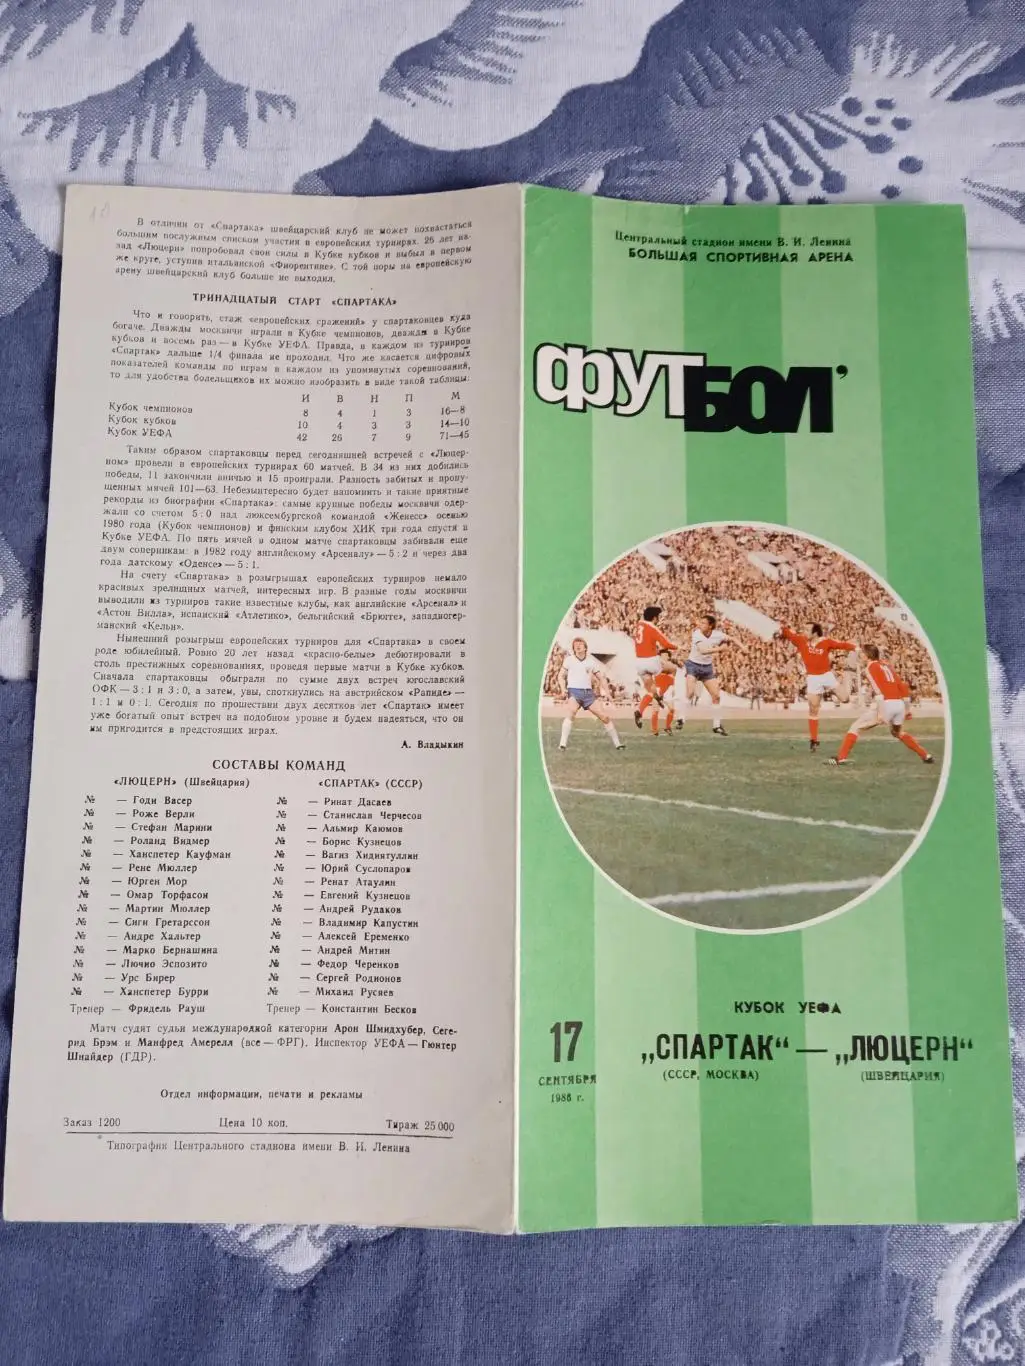 В отличии от «Спартака» швейцарский клуб не может похвастаться
большим послужным списком участия в европейских турнирах. 26 лет на-
зад «Люцерн» попробовал свои силы в Кубке кубков и выбыл в первом
же круге, уступив итальянской «Фиорентине». С той поры на европейскую
арену швейцарский клуб больше не выходил.
ТРИНАДЦАТЫЙ СТАРТ «СПАРТАКА»
Что и говорить, стаж «европейских сражений» у спартаковцев куда
богаче. Дважды москвичи играли в Кубке чемпионов, дважды в Кубке
кубков и восемь раз — в Кубке УЕФА. Правда, в каждом из турниров
«Спартак» дальше 1/4 финала не проходил. Что же касается цифровых
показателей команды по играм в каждом из упомянутых соревнований,
то для удобства болельщиков их можно изобразить в виде такой таблицы:
И В Н П М
Кубок чемпионов 8 4 1 3 16—8
Кубок кубков 10 4 3 3 14—10
Кубок УЕФА 42 26 7 9 71—45
Таким образом спартаковцы перед сегодняшней встречей с «Люцер-
ном» провели в европейских турнирах 60 матчей. В 34 из них добились
победы, 11 закончили вничью и 15 проиграли. Разность забитых и пропу-
щенных мячей 101—63. Небезынтересно будет напомнить и такие приятные
рекорды из биографии «Спартака»: самые крупные победы москвичи одер-
жали со счетом 5:0 над люксембургской командой «Женесс» осенью
1980 года (Кубок чемпионов) и финским клубом ХИК три года спустя в
Кубке УЕФА. По пять мячей в одном матче спартаковцы забивали еще
двум соперникам: в 1982 году английскому «Арсеналу» — 5 : 2 и через два
года датскому «Оденсе» — 5 : 1.
На счету «Спартака» в розыгрышах европейских турниров немало
красивых зрелищных матчей, интересных игр. В разные годы москвичи
выводили из турниров такие известные клубы, как английские «Арсенал» и
«Астон Вилла», испанский «Атлетико», бельгийский «Брюгге», западногер-
манский «Кельн».
Нынешний розыгрыш европейских турниров для «Спартака» в своем
роде юбилейный. Ровно 20 лет назад «красно-белые» дебютировали в
столь престижных соревнованиях, проведя первые матчи в Кубке кубков.
Сначала спартаковцы обыграли по сумме двух встреч югославский
ОФК — 3 : 1 и 3 : 0, а затем, увы, споткнулись на австрийском «Рапиде» —
1 : 1 и 0 : 1. Сегодня по прошествии двух десятков лет «Спартак» имеет
уже богатый опыт встреч на подобном уровне и будем надеяться, что он
им пригодится в предстоящих играх.
А. Владыкин
СОСТАВЫ КОМАНД
«ЛЮЦЕРН» (Швейцария) «СПАРТАК» (СССР)
№ — Годи Васер № — Ринат Дасаев
№ — Роже Верли № — Станислав Черчесов
№ — Стефан Марини № — Альмир Каюмов
№ — Роланд Видмер № — Борис Кузнецов
№ — Ханспетер Кауфман № — Вагиз Хидиятуллин
№ — Рене Мюллер № — Юрий Суслопаров
№ — Юрген Мор № — Ренат Атаулин
№ — Омар Торфасон № — Евгений Кузнецов
№ — Мартин Мюллер № — Андрей Рудаков
№ — Сиги Гретарссон № — Владимир Капустин
№ — Андре Хальтер № — Алексей Еременко
№ — Марко Бернашина № — Андрей Митин
№ — Лючио Эспозито № — Федор Черенков
№ — Урс Бирер № — Сергей Родионов
№ — Ханспетер Бурри № — Михаил Русяев
Тренер — Фридель Рауш Тренер — Константин Бесков
Матч судят судьи международной категории Арон Шмидхубер, Сеге-
рид Брэм и Манфред Амерелл (все — ФРГ). Инспектор УЕФА — Гюнтер
Шнайдер (ГДР).
Отдел информации, печати и рекламы
Заказ 1200 Цена 10 коп. Тираж 25 000
Типография Центрального стадиона имени В. И. Ленина
Центральный стадион имени В. И. Ленина
БОЛЬШАЯ СПОРТИВНАЯ АРЕНА
ФУТБОЛ'
КУБОК УЕФА
17
СЕНТЯБРЯ
1986 г.
„СПАРТАК“ — „ЛЮЦЕРН“
(СССР, МОСКВА) (ШВЕЙЦАРИЯ)